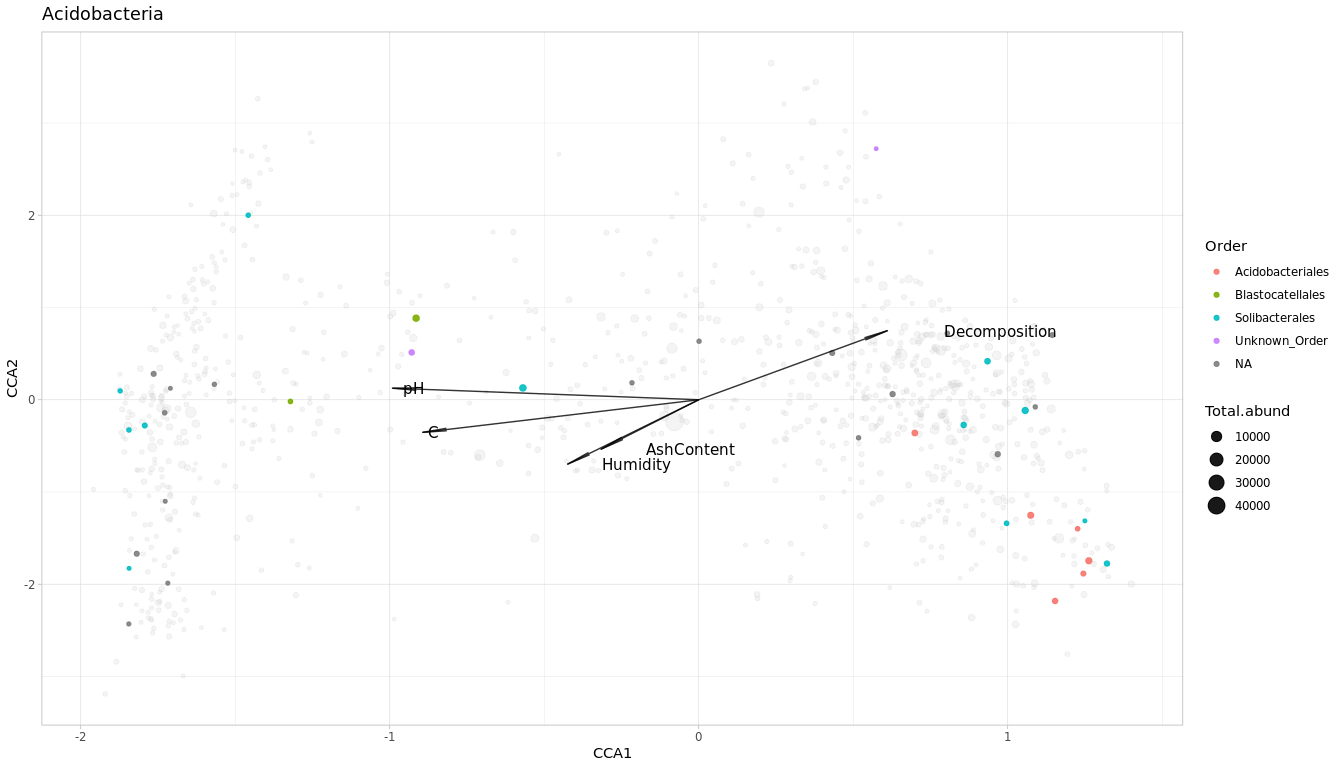 Acidobacteria
CCA2
2
0
-2
-2
-1
0
1
CCA1
Decomposition
pH
C
AshContent
Humidity
Order
Acidobacteriales
Blastocatellales
Solibacterales
Unknown_Order
NA
Total.abund
10000
20000
30000
40000